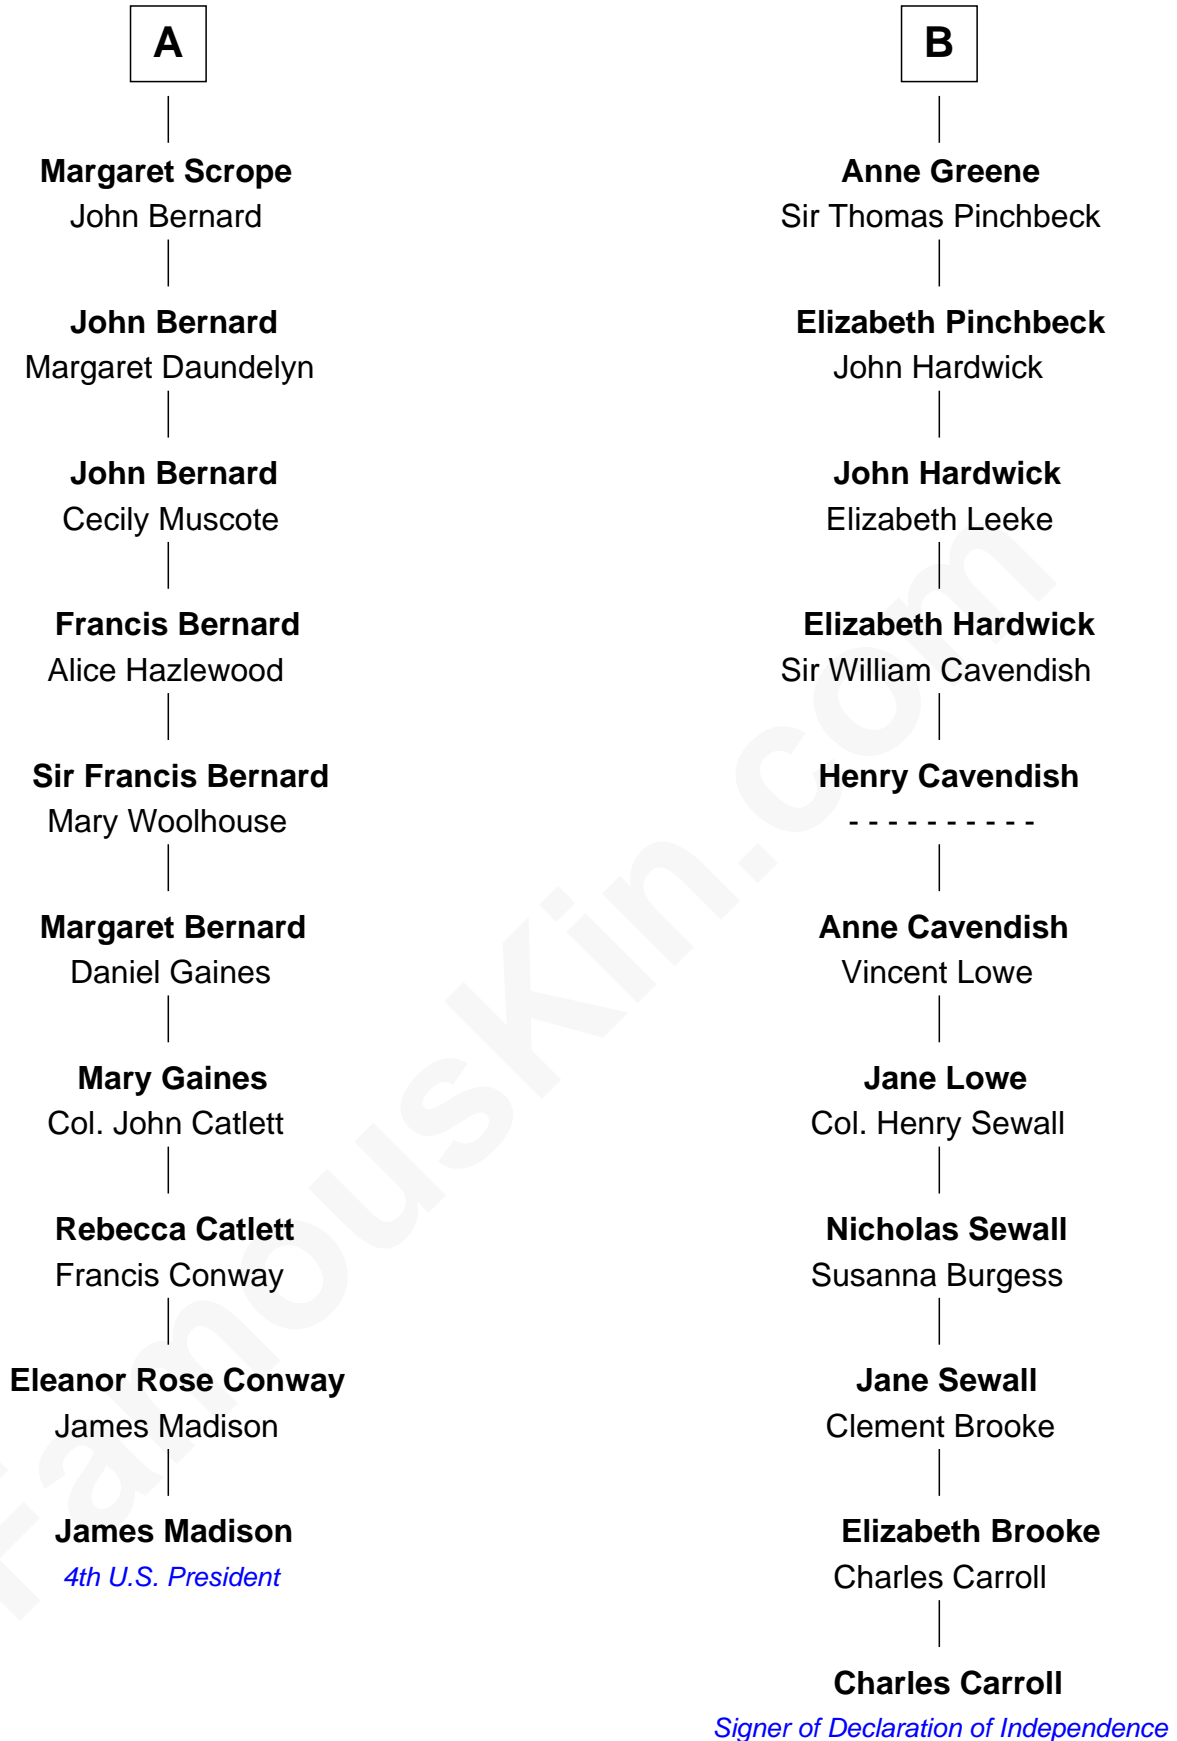 A
Margaret Scrope
John Bernard
John Bernard
Margaret Daundelyn
John Bernard
Cecily Muscote
Francis Bernard
Alice Hazlewood
Sir Francis Bernard
Mary Woolhouse
Margaret Bernard
Daniel Gaines
Mary Gaines
Col. John Catlett
Rebecca Catlett
Francis Conway
Eleanor Rose Conway
James Madison
James Madison
4th U.S. President
B
Anne Greene
Sir Thomas Pinchbeck
Elizabeth Pinchbeck
John Hardwick
John Hardwick
Elizabeth Leeke
Elizabeth Hardwick
Sir William Cavendish
Henry Cavendish
- - - - - - - - - -
Anne Cavendish
Vincent Lowe
Jane Lowe
Col. Henry Sewall
Nicholas Sewall
Susanna Burgess
Jane Sewall
Clement Brooke
Elizabeth Brooke
Charles Carroll
Charles Carroll
Signer of Declaration of Independence
FamousKin.com